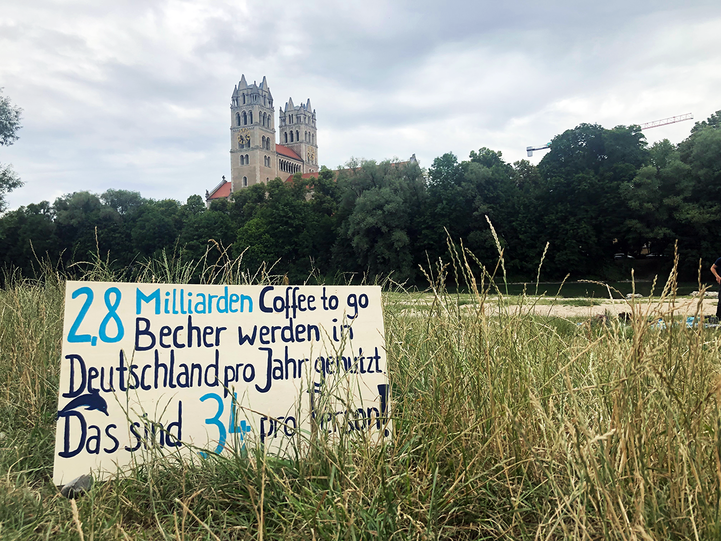 2,8 Milliarden Coffee to go
Becher werden in
Deutschland pro Jahr genutzt.
Das sind 34 pro Person!